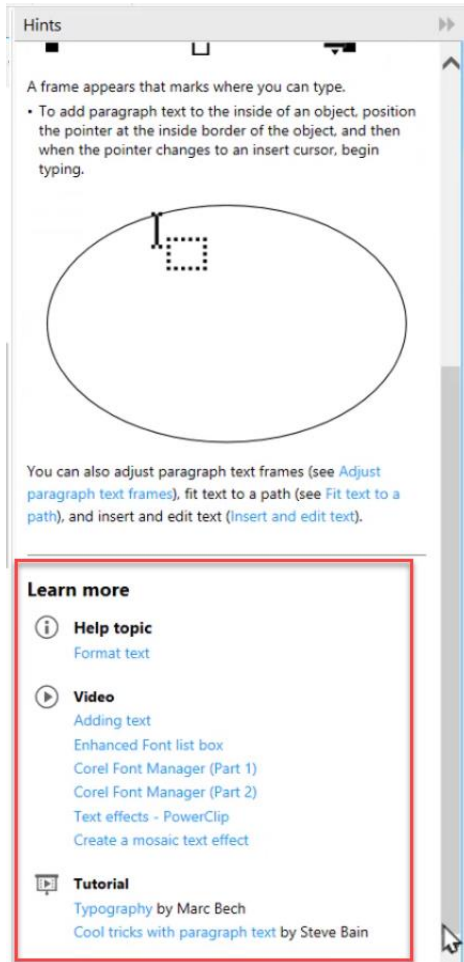 Hints
A frame appears that marks where you can type.
• To add paragraph text to the inside of an object, position
the pointer at the inside border of the object, and then
when the pointer changes to an insert cursor, begin
typing.
You can also adjust paragraph text frames (see Adjust
paragraph text frames), fit text to a path (see Fit text to a
path), and insert and edit text (Insert and edit text).
Learn more
Help topic
Format text
Video
Adding text
Enhanced Font list box
Corel Font Manager (Part 1)
Corel Font Manager (Part 2)
Text effects - PowerClip
Create a mosaic text effect
Tutorial
Typography by Marc Bech
Cool tricks with paragraph text by Steve Bain